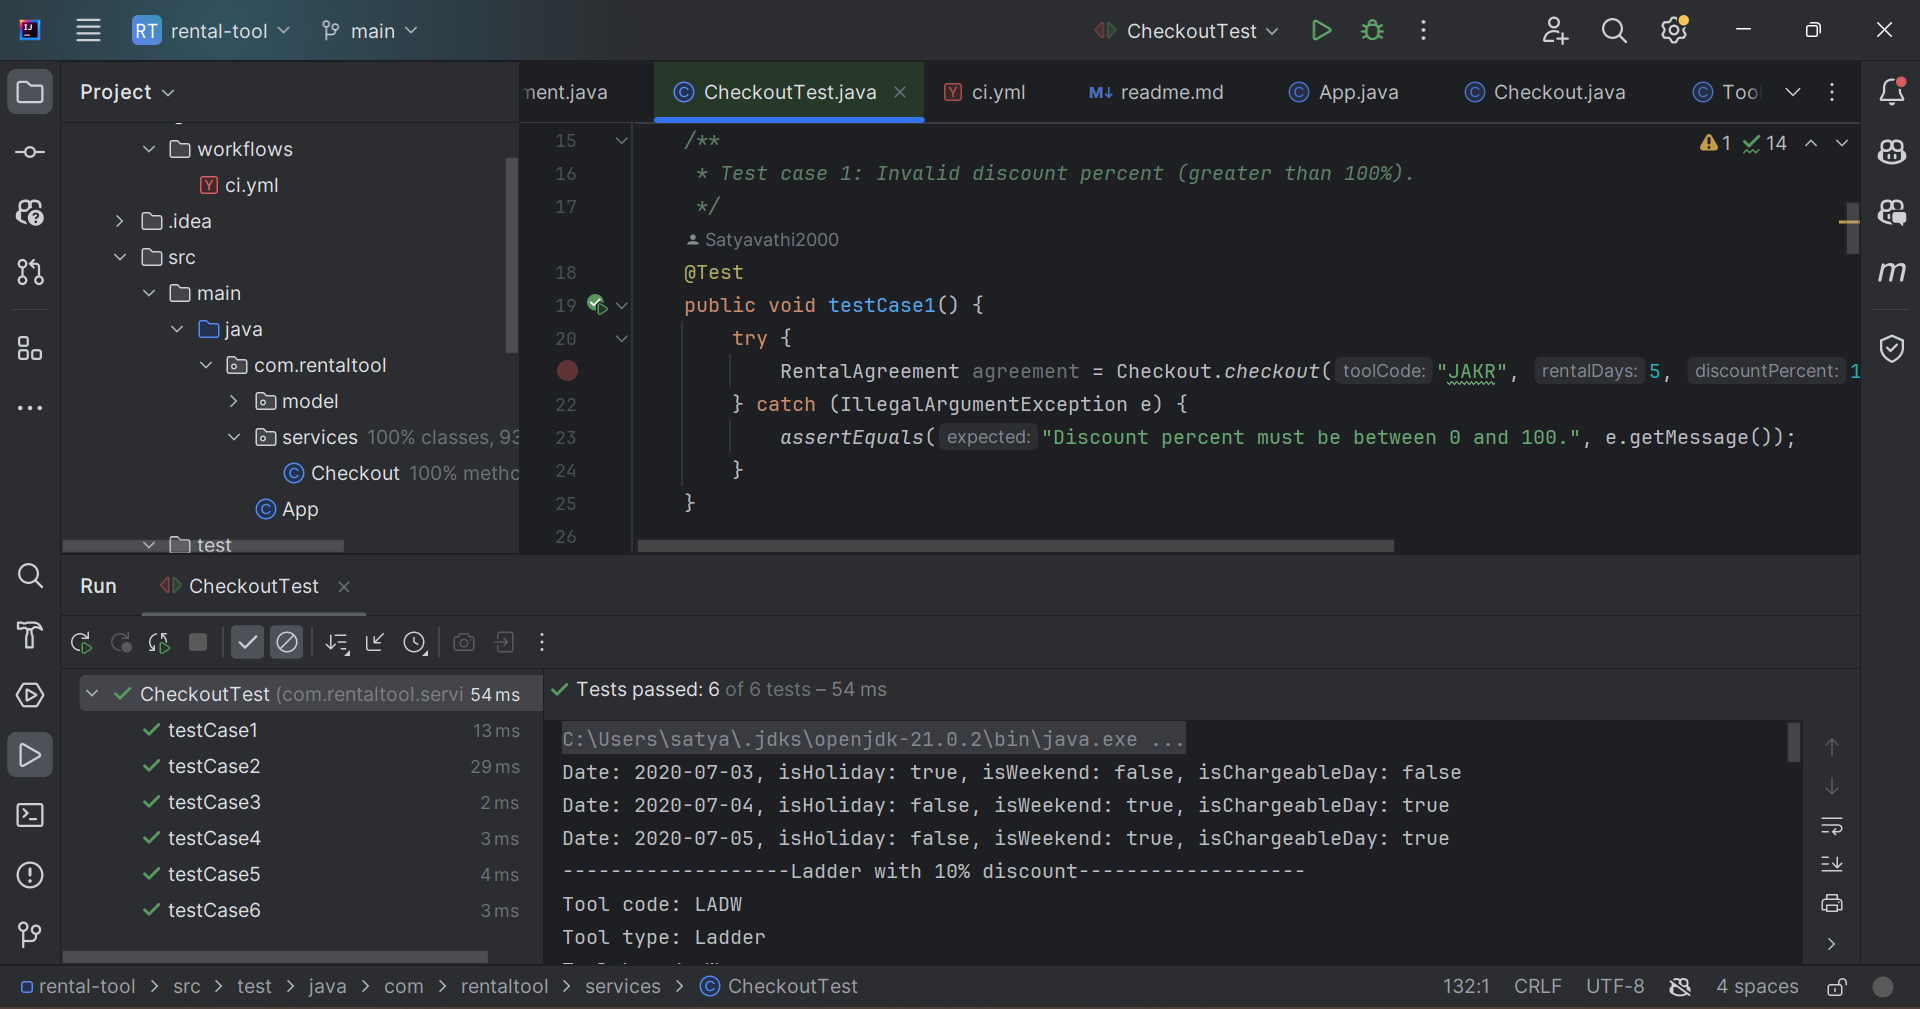 RT rental-tool main CheckoutTest
Project
workflows
ci.yml
.idea
src
main
java
com.rentaltool
model
services 100% classes, 93
Checkout 100% metho
App
test
ment.java CheckoutTest.java ci.yml readme.md App.java Checkout.java Too
1 14
15 /**
16 * Test case 1: Invalid discount percent (greater than 100%).
17 */
Satyavathi2000
18 @Test
19 public void testCase1() {
20 try {
RentalAgreement agreement = Checkout.checkout( toolCode: "JAKR", rentalDays: 5, discountPercent: 1
22 } catch (IllegalArgumentException e) {
23 assertEquals( expected: "Discount percent must be between 0 and 100.", e.getMessage());
24 }
25 }
26
Run CheckoutTest
CheckoutTest (com.rentaltool.servi 54 ms
testCase1 13 ms
testCase2 29 ms
testCase3 2 ms
testCase4 3 ms
testCase5 4 ms
testCase6 3 ms
Tests passed: 6 of 6 tests – 54 ms
C:\Users\satya\.jdks\openjdk-21.0.2\bin\java.exe ...
Date: 2020-07-03, isHoliday: true, isWeekend: false, isChargeableDay: false
Date: 2020-07-04, isHoliday: false, isWeekend: true, isChargeableDay: true
Date: 2020-07-05, isHoliday: false, isWeekend: true, isChargeableDay: true
-------------------Ladder with 10% discount-------------------
Tool code: LADW
Tool type: Ladder
rental-tool > src > test > java > com > rentaltool > services > CheckoutTest
132:1 CRLF UTF-8 4 spaces